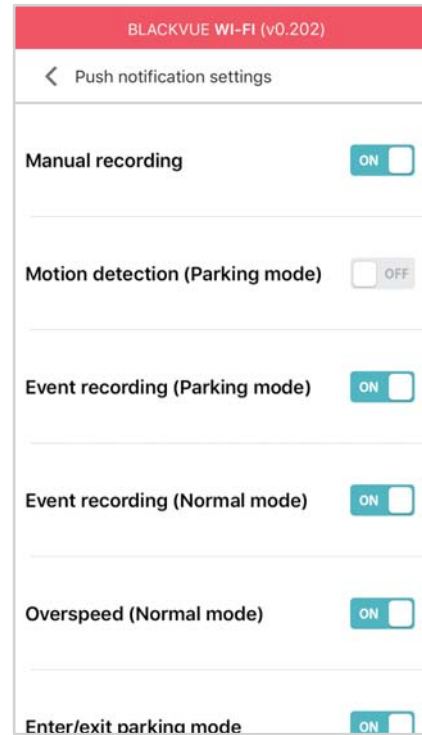 BLACKVUE WI-FI (v0.202)
Push notification settings
Manual recording ON
Motion detection (Parking mode) OFF
Event recording (Parking mode) ON
Event recording (Normal mode) ON
Overspeed (Normal mode) ON
Enter/exit parking mode ON